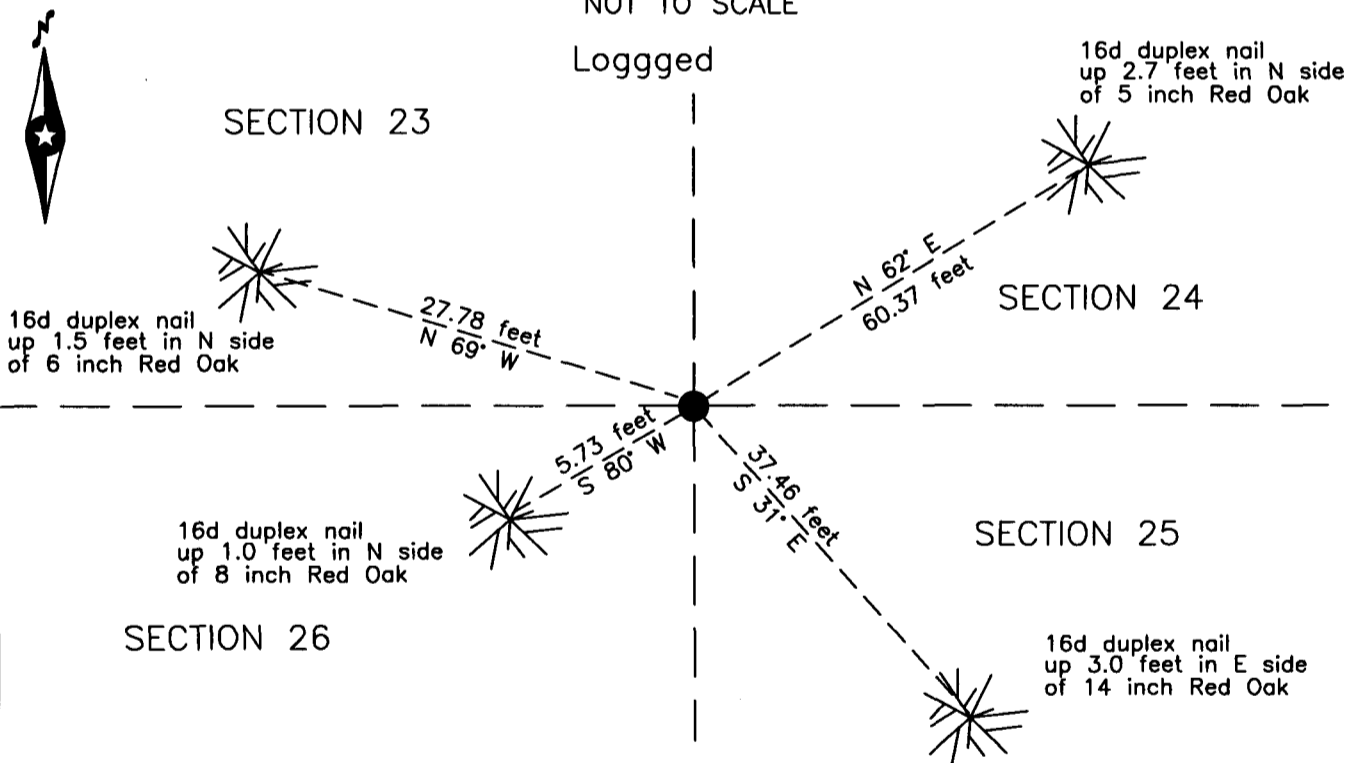 NOT TO SCALE
Loggged
N
SECTION 23
16d duplex nail
up 2.7 feet in N side
of 5 inch Red Oak
N 62° E
60.37 feet
SECTION 24
16d duplex nail
up 1.5 feet in N side
of 6 inch Red Oak
27.78 feet
N 69° W
5.73 feet
S 80° W
37.46 feet
S 31° E
16d duplex nail
up 1.0 feet in N side
of 8 inch Red Oak
SECTION 25
SECTION 26
16d duplex nail
up 3.0 feet in E side
of 14 inch Red Oak